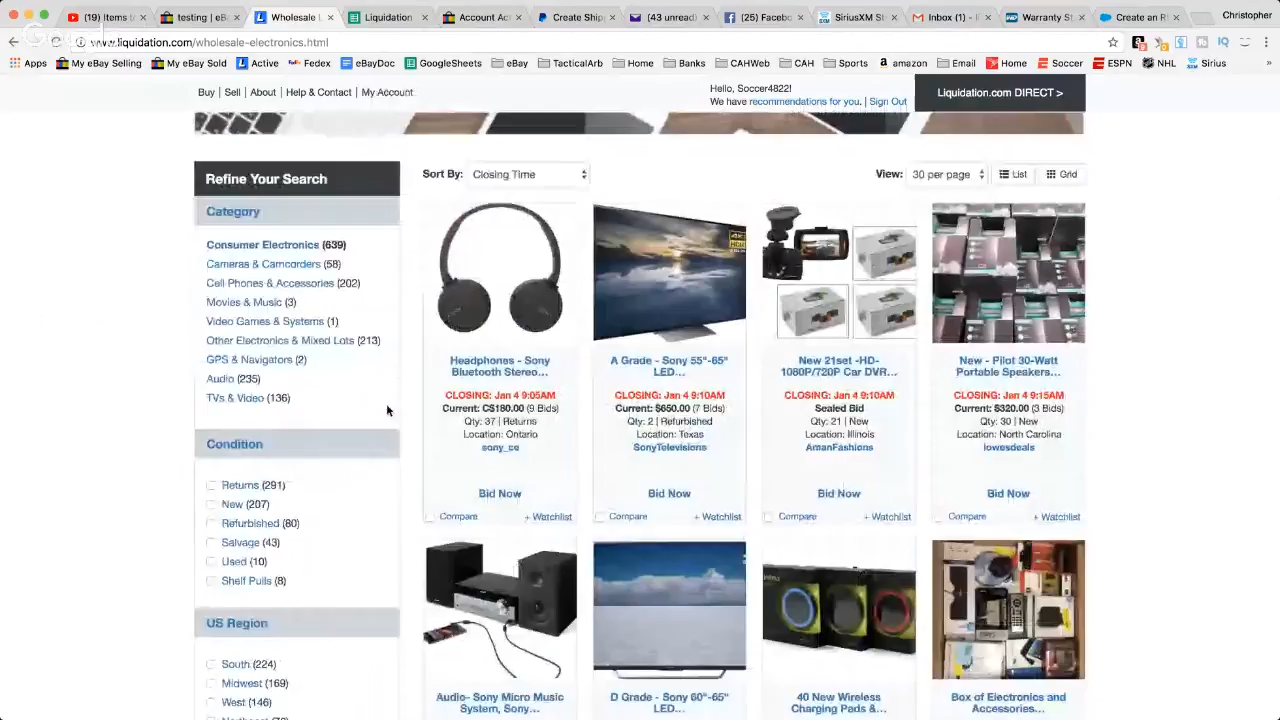 (19) items to
testing | eB
Wholesale
Liquidation
Account Ac
Create Ship
(43 unread)
(25) Facebo
SiriusXM St
Inbox (1) -
Warranty St
Create an R
Christopher
www.liquidation.com/wholesale-electronics.html
Apps My eBay Selling My eBay Sold Active Fedex eBayDoc GoogleSheets eBay TacticalArb Home Banks CAHWood CAH Sports amazon Email Home Soccer ESPN NHL Sirius »
Buy | Sell | About | Help & Contact | My Account
Hello, Soccer4822!
We have recommendations for you. | Sign Out
Liquidation.com DIRECT >
Refine Your Search
Sort By: Closing Time
View: 30 per page List Grid
Category
Consumer Electronics (639)
Cameras & Camcorders (58)
Cell Phones & Accessories (202)
Movies & Music (3)
Video Games & Systems (1)
Other Electronics & Mixed Lots (213)
GPS & Navigators (2)
Audio (235)
TVs & Video (136)
Condition
Returns (291)
New (207)
Refurbished (80)
Salvage (43)
Used (10)
Shelf Pulls (8)
US Region
South (224)
Midwest (169)
West (146)
Headphones - Sony
Bluetooth Stereo...
CLOSING: Jan 4 9:05AM
Current: C$180.00 (9 Bids)
Qty: 37 | Returns
Location: Ontario
sony_ce
Bid Now
Compare + Watchlist
A Grade - Sony 55"-65"
LED...
CLOSING: Jan 4 9:10AM
Current: $650.00 (7 Bids)
Qty: 2 | Refurbished
Location: Texas
SonyTelevisions
Bid Now
Compare + Watchlist
New 21set -HD-
1080P/720P Car DVR...
CLOSING: Jan 4 9:10AM
Sealed Bid
Qty: 21 | New
Location: Illinois
AmanFashions
Bid Now
Compare + Watchlist
New - Pilot 30-Watt
Portable Speakers...
CLOSING: Jan 4 9:15AM
Current: $320.00 (3 Bids)
Qty: 30 | New
Location: North Carolina
lowesdeals
Bid Now
Compare + Watchlist
Audio- Sony Micro Music
System, Sony...
D Grade - Sony 60"-65"
LED...
40 New Wireless
Charging Pads &...
Box of Electronics and
Accessories...